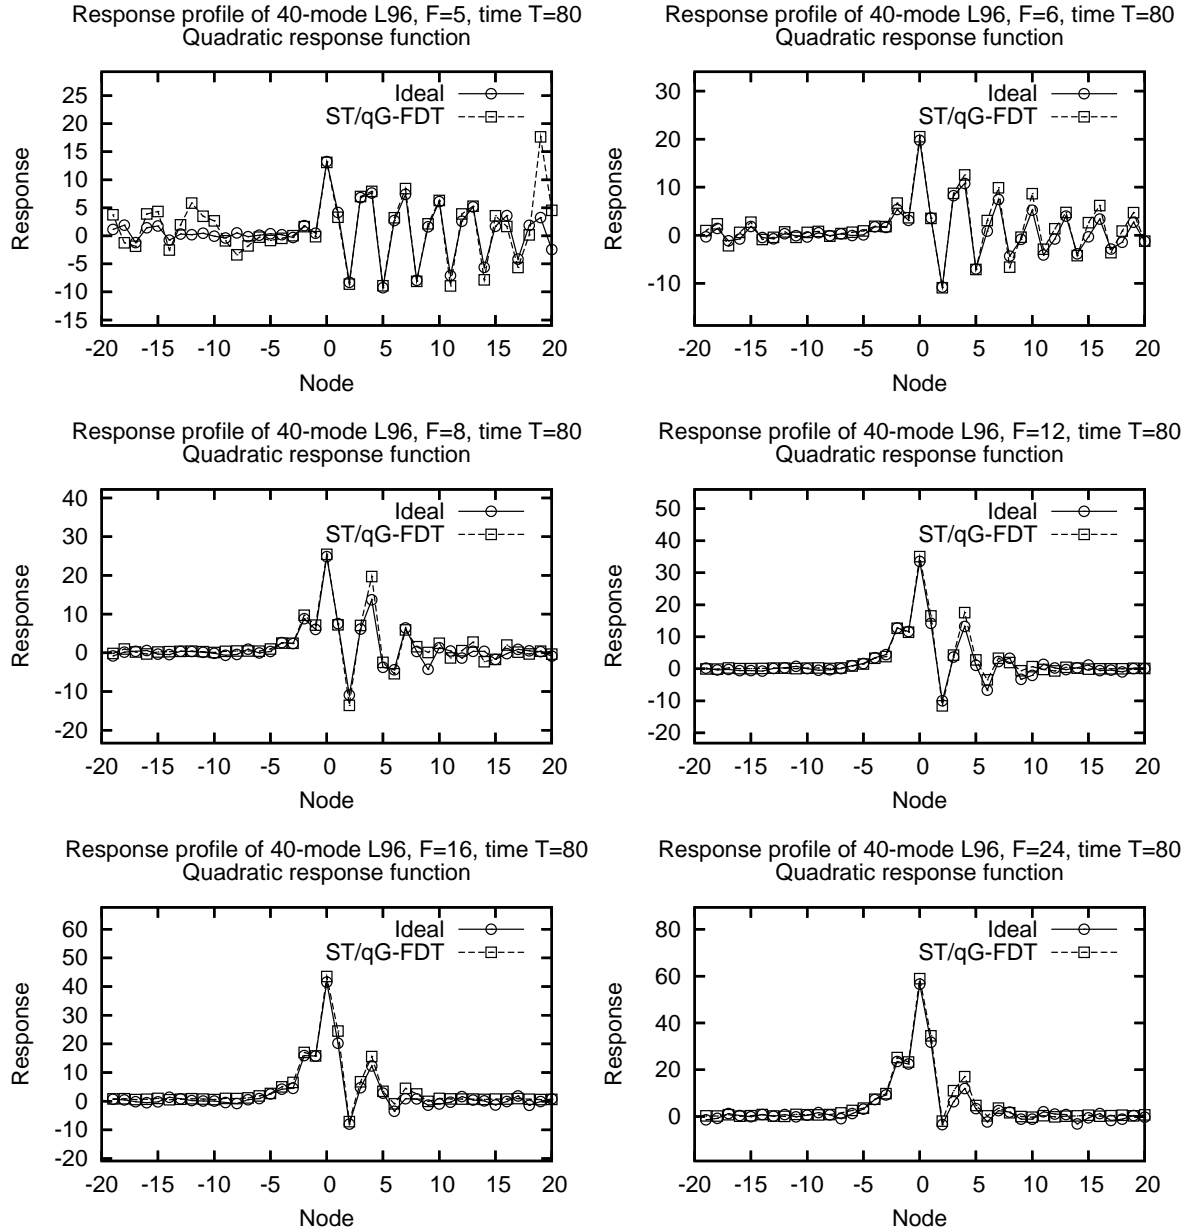 Response profile of 40-mode L96, F=5, time T=80
Quadratic response function
Ideal
ST/qG-FDT
Response
25
20
15
10
5
0
-5
-10
-15
-20 -15 -10 -5 0 5 10 15 20
Node
Response profile of 40-mode L96, F=6, time T=80
Quadratic response function
Ideal
ST/qG-FDT
Response
30
20
10
0
-10
-20 -15 -10 -5 0 5 10 15 20
Node
Response profile of 40-mode L96, F=8, time T=80
Quadratic response function
Ideal
ST/qG-FDT
Response
40
30
20
10
0
-10
-20
-20 -15 -10 -5 0 5 10 15 20
Node
Response profile of 40-mode L96, F=12, time T=80
Quadratic response function
Ideal
ST/qG-FDT
Response
50
40
30
20
10
0
-10
-20
-20 -15 -10 -5 0 5 10 15 20
Node
Response profile of 40-mode L96, F=16, time T=80
Quadratic response function
Ideal
ST/qG-FDT
Response
60
50
40
30
20
10
0
-10
-20
-20 -15 -10 -5 0 5 10 15 20
Node
Response profile of 40-mode L96, F=24, time T=80
Quadratic response function
Ideal
ST/qG-FDT
Response
80
60
40
20
0
-20 -15 -10 -5 0 5 10 15 20
Node